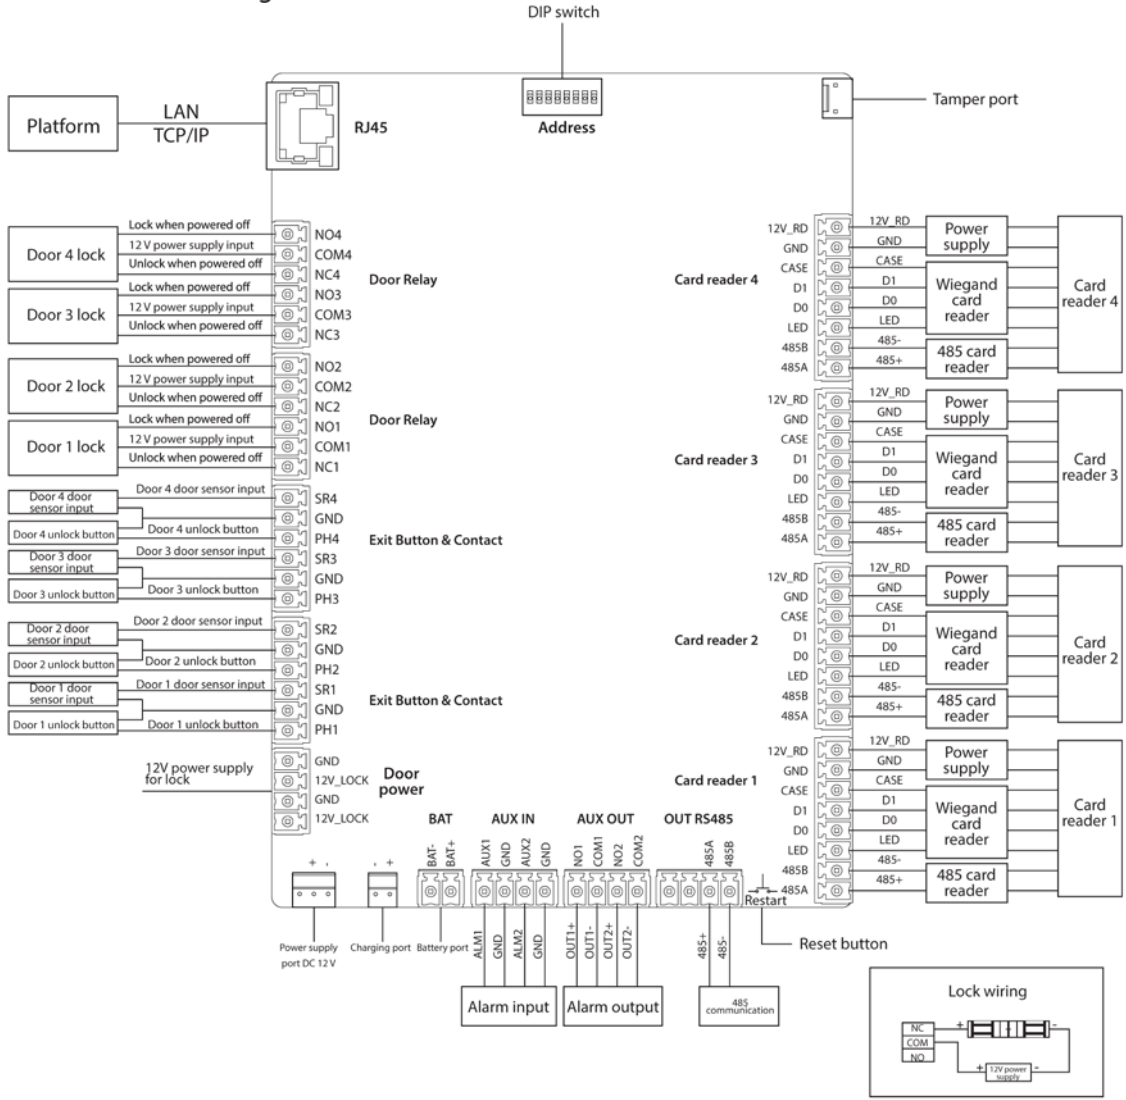 DIP switch
Platform
LAN
TCP/IP
RJ45
Address
Tamper port
Door 4 lock
Lock when powered off
12 V power supply input
Unlock when powered off
NO4
COM4
NC4
Door 3 lock
Lock when powered off
12 V power supply input
Unlock when powered off
NO3
COM3
NC3
Door Relay
Door 2 lock
Lock when powered off
12 V power supply input
Unlock when powered off
NO2
COM2
NC2
Door 1 lock
Lock when powered off
12 V power supply input
Unlock when powered off
NO1
COM1
NC1
Door Relay
Door 4 door
sensor input
Door 4 door sensor input
Door 4 unlock button
Door 4 unlock button
SR4
GND
PH4
Door 3 door
sensor input
Door 3 door sensor input
Door 3 unlock button
Door 3 unlock button
SR3
GND
PH3
Exit Button & Contact
Door 2 door
sensor input
Door 2 door sensor input
Door 2 unlock button
Door 2 unlock button
SR2
GND
PH2
Door 1 door
sensor input
Door 1 door sensor input
Door 1 unlock button
Door 1 unlock button
SR1
GND
PH1
Exit Button & Contact
12V power supply
for lock
GND
12V_LOCK
GND
12V_LOCK
Door
power
Card reader 4
12V_RD
GND
CASE
D1
D0
LED
485B
485A
12V_RD
GND
CASE
D1
D0
LED
485-
485+
Power
supply
Wiegand
card
reader
485 card
reader
Card
reader 4
Card reader 3
12V_RD
GND
CASE
D1
D0
LED
485B
485A
12V_RD
GND
CASE
D1
D0
LED
485-
485+
Power
supply
Wiegand
card
reader
485 card
reader
Card
reader 3
Card reader 2
12V_RD
GND
CASE
D1
D0
LED
485B
485A
12V_RD
GND
CASE
D1
D0
LED
485-
485+
Power
supply
Wiegand
card
reader
485 card
reader
Card
reader 2
Card reader 1
12V_RD
GND
CASE
D1
D0
LED
485B
485A
12V_RD
GND
CASE
D1
D0
LED
485-
485+
Power
supply
Wiegand
card
reader
485 card
reader
Card
reader 1
BAT
AUX IN
AUX OUT
OUT RS485
BAT-
BAT+
AUX1
GND
AUX2
GND
NO1
COM1
NO2
COM2
485A
485B
+ -
- +
Restart
Power supply
port DC 12 V
Charging port
Battery port
ALM1
GND
ALM2
GND
OUT1+
OUT1-
OUT2+
OUT2-
485+
485-
Reset button
Alarm input
Alarm output
485
communication
Lock wiring
NC
COM
NO
+ -
+ -
12V power
supply